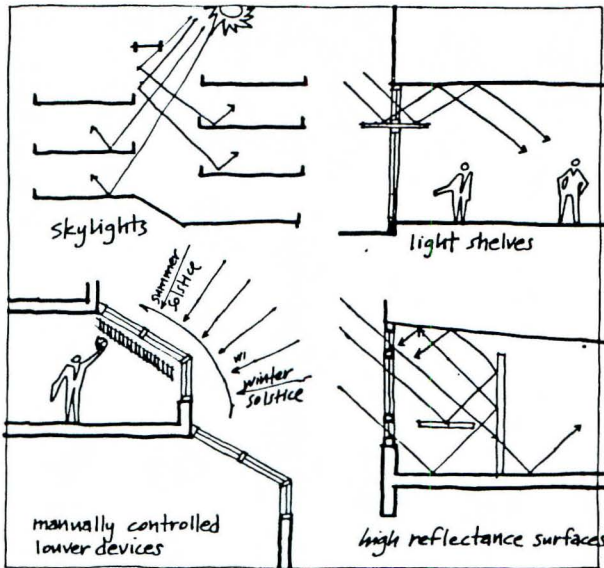 skylights
light shelves
summer
solstice
winter
solstice
manually controlled
louver devices
high reflectance surfaces